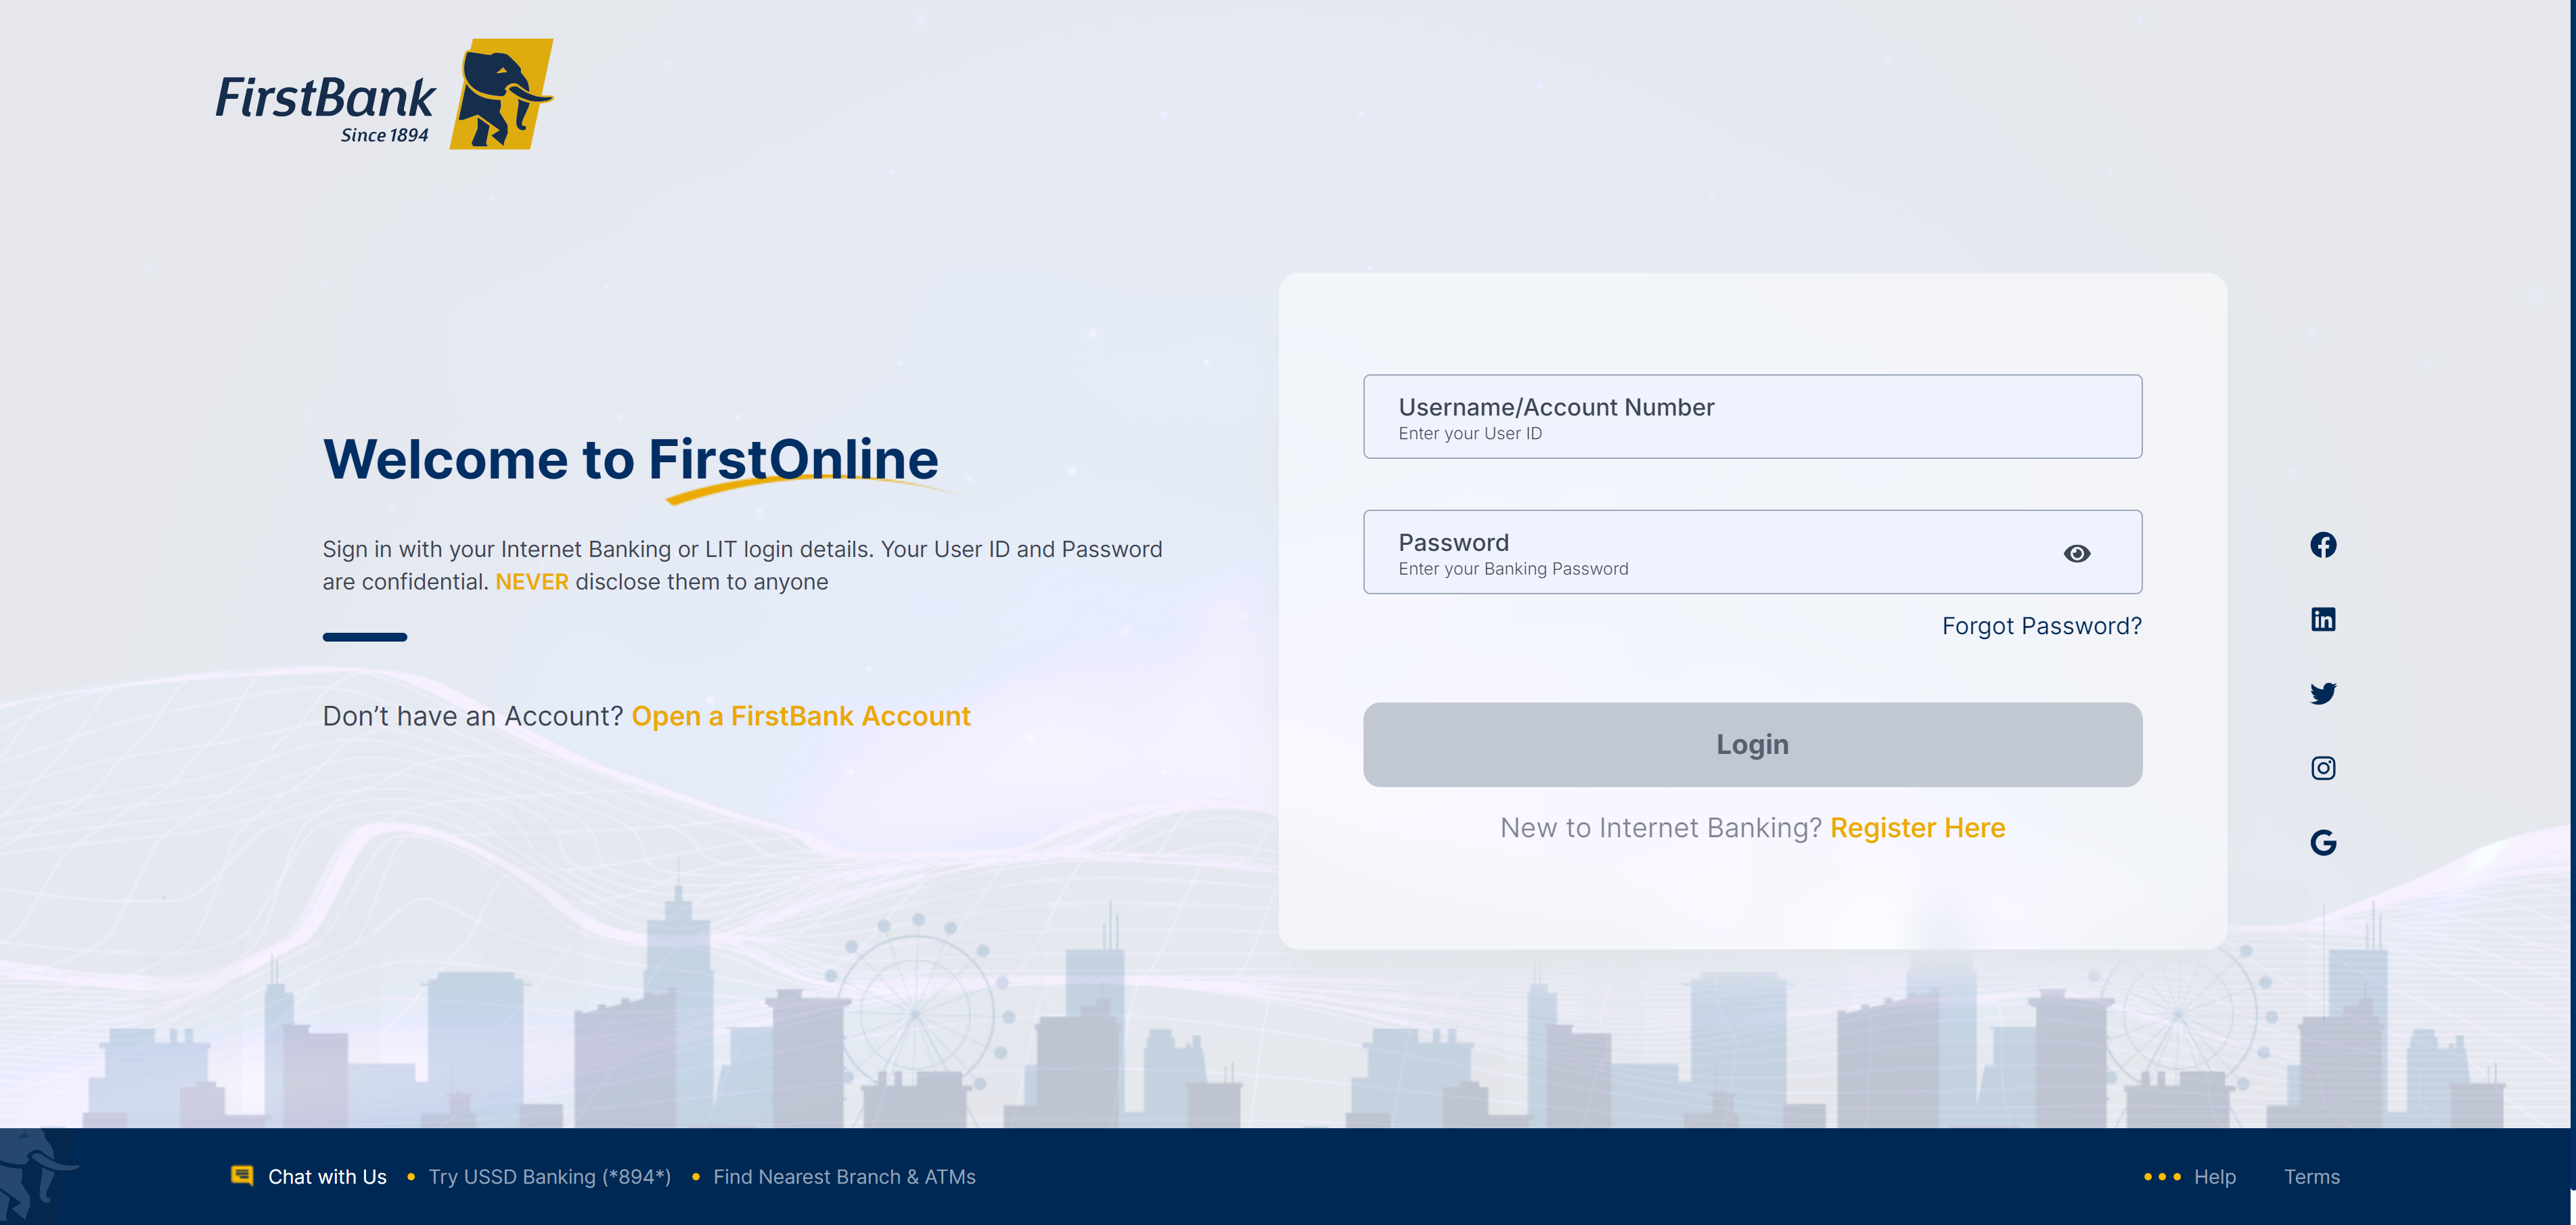 FirstBank
Since 1894
Welcome to FirstOnline
Sign in with your Internet Banking or LIT login details. Your User ID and Password
are confidential. NEVER disclose them to anyone
Don’t have an Account? Open a FirstBank Account
Username/Account Number
Enter your User ID
Password
Enter your Banking Password
Forgot Password?
Login
New to Internet Banking? Register Here
Chat with Us • Try USSD Banking (*894*) • Find Nearest Branch & ATMs
Help Terms